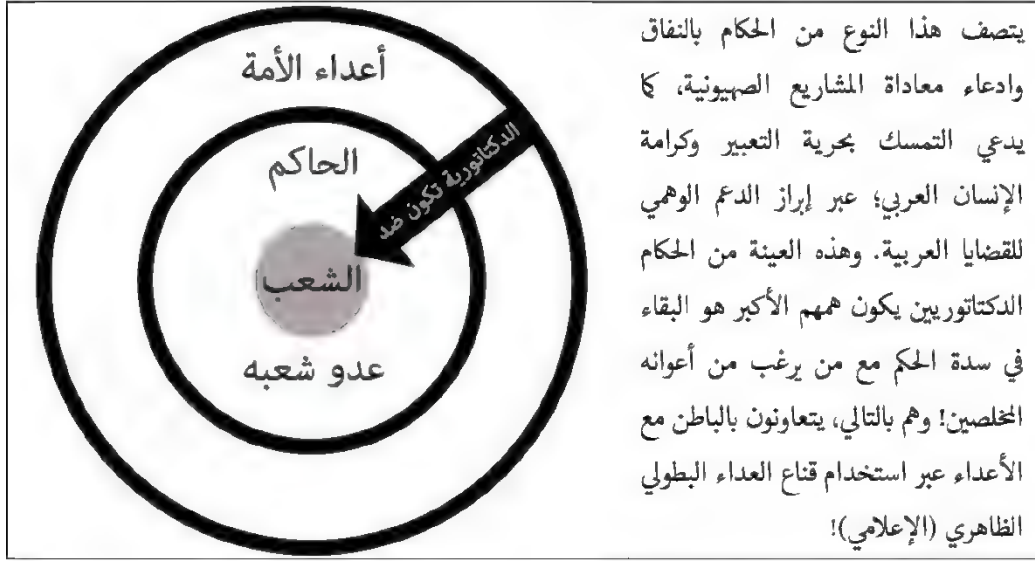 يتصف هذا النوع من الحكام بالنفاق
وادعاء معاداة المشاريع الصهيونية، كما
يدعي التمسك بحرية التعبير وكرامة
الإنسان العربي؛ عبر إبراز الدعم الوهمي
للقضايا العربية. وهذه العينة من الحكام
الدكتاتوريين يكون همهم الأكبر هو البقاء
في سدة الحكم مع من يرغب من أعوانه
المخلصين! وهم بالتالي، يتعاونون بالباطن مع
الأعداء عبر استخدام قناع العداء البطولي
الظاهري (الإعلامي)!
أعداء الأمة
الدكتاتورية تكون ضد
الحاكم
الشعب
عدو شعبه